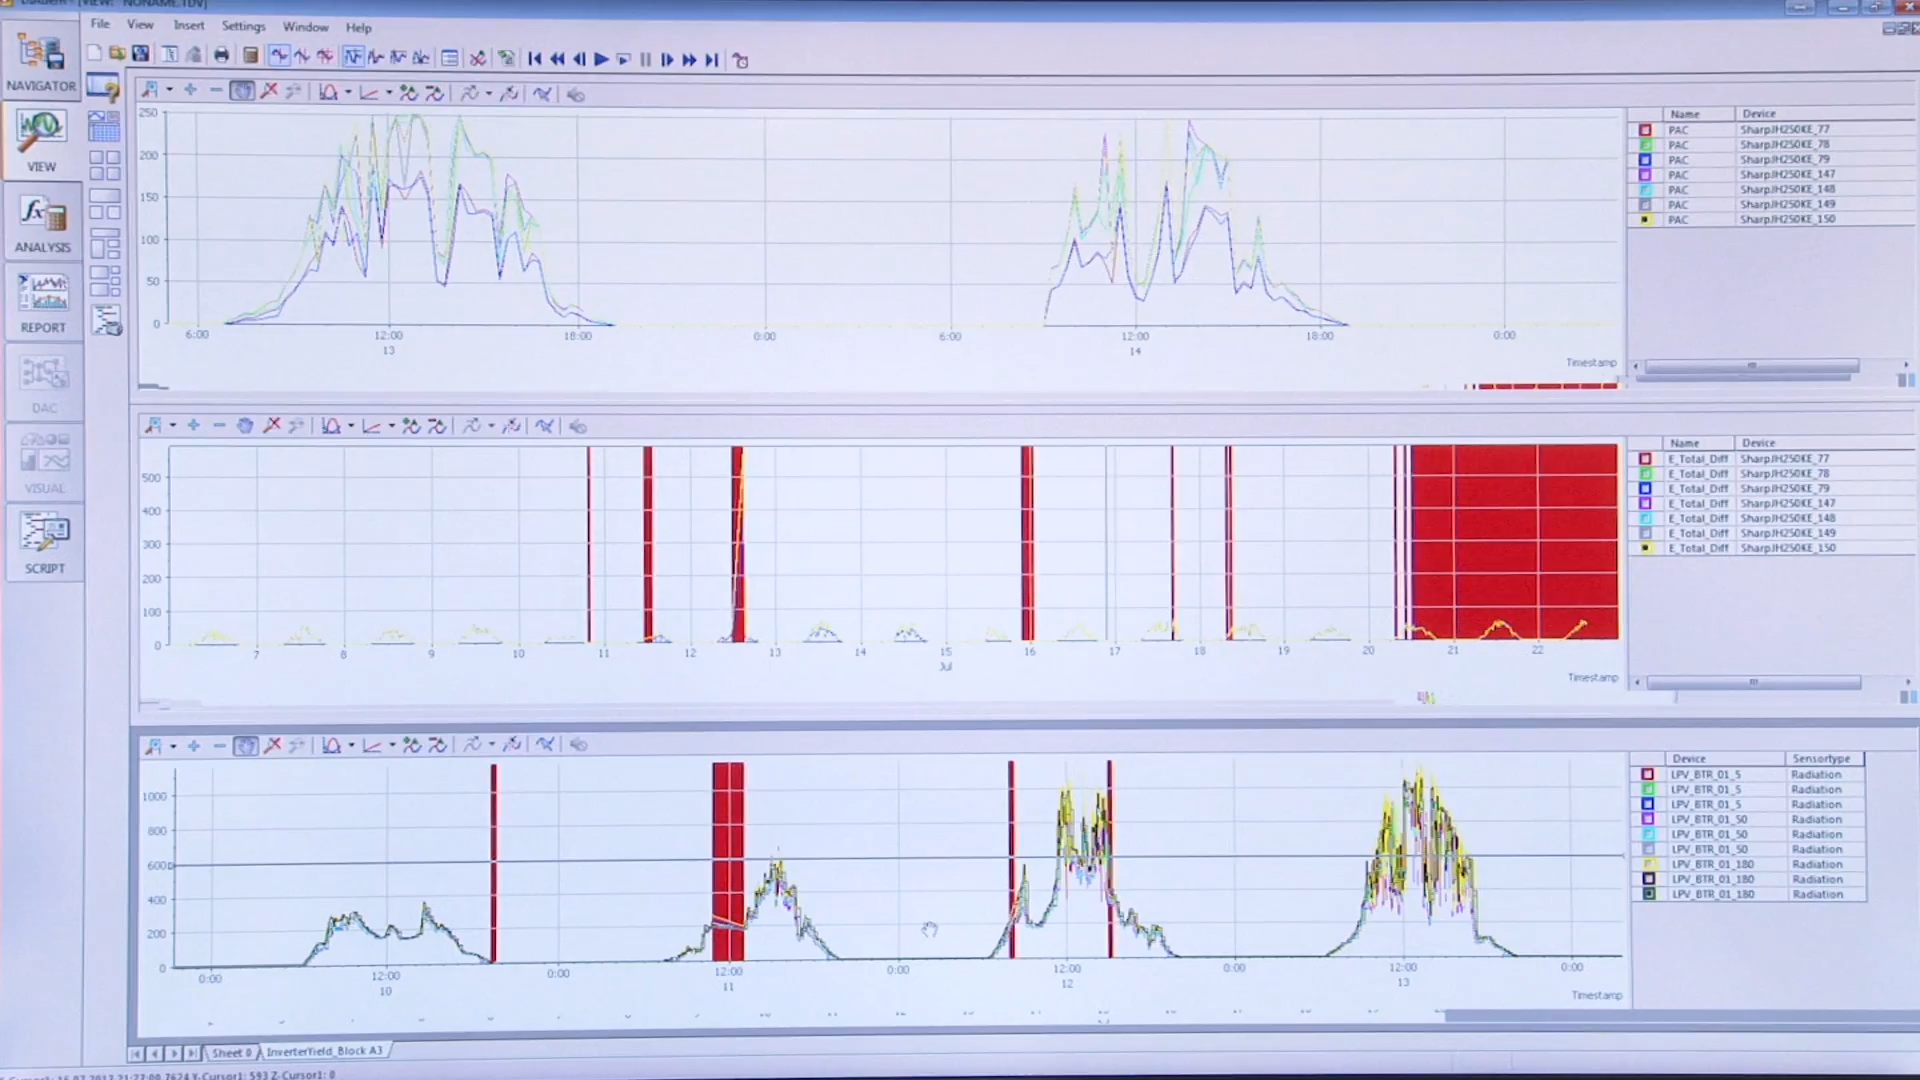 File View Insert Settings Window Help
NAVIGATOR
VIEW
ANALYSIS
REPORT
DAC
VISUAL
SCRIPT
250
200
150
100
50
0
6:00 12:00 18:00 0:00 6:00 12:00 18:00 0:00
13 14
Timestamp
Name Device
PAC SharpJH250KE_77
PAC SharpJH250KE_78
PAC SharpJH250KE_79
PAC SharpJH250KE_147
PAC SharpJH250KE_148
PAC SharpJH250KE_149
PAC SharpJH250KE_150
500
400
300
200
100
0
7 8 9 10 11 12 13 14 15 16 17 18 19 20 21 22
Jul
Timestamp
Name Device
E_Total_Diff SharpJH250KE_77
E_Total_Diff SharpJH250KE_78
E_Total_Diff SharpJH250KE_79
E_Total_Diff SharpJH250KE_147
E_Total_Diff SharpJH250KE_148
E_Total_Diff SharpJH250KE_149
E_Total_Diff SharpJH250KE_150
1000
800
600
400
200
0
0:00 12:00 0:00 12:00 0:00 12:00 0:00 12:00 0:00
10 11 12 13
Timestamp
Device Sensortype
LPV_BTR_01_5 Radiation
LPV_BTR_01_5 Radiation
LPV_BTR_01_5 Radiation
LPV_BTR_01_50 Radiation
LPV_BTR_01_50 Radiation
LPV_BTR_01_50 Radiation
LPV_BTR_01_180 Radiation
LPV_BTR_01_180 Radiation
LPV_BTR_01_180 Radiation
Sheet 0 InverterYield_Block A3
Y-Cursor1: 593 Z-Cursor1: 0